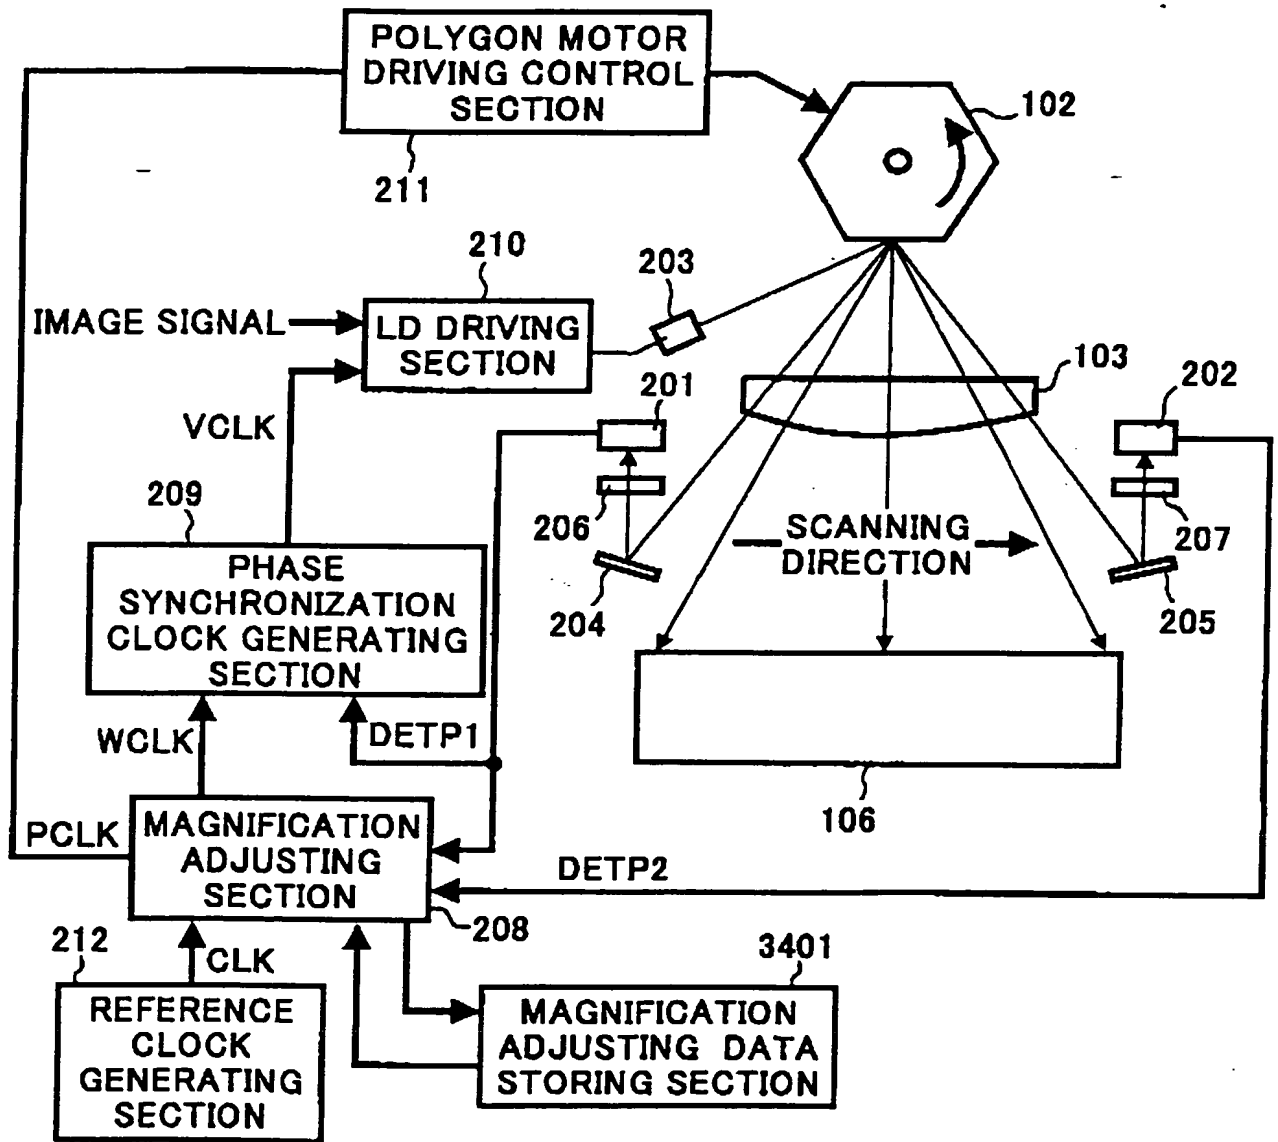 POLYGON MOTOR
DRIVING CONTROL
SECTION
211
102
210
203
IMAGE SIGNAL
LD DRIVING
SECTION
103
201
202
VCLK
209
206
207
SCANNING
DIRECTION
PHASE
SYNCHRONIZATION
CLOCK GENERATING
SECTION
204
205
WCLK
DETP1
106
PCLK
MAGNIFICATION
ADJUSTING
SECTION
DETP2
208
212
CLK
3401
REFERENCE
CLOCK
GENERATING
SECTION
MAGNIFICATION
ADJUSTING DATA
STORING SECTION